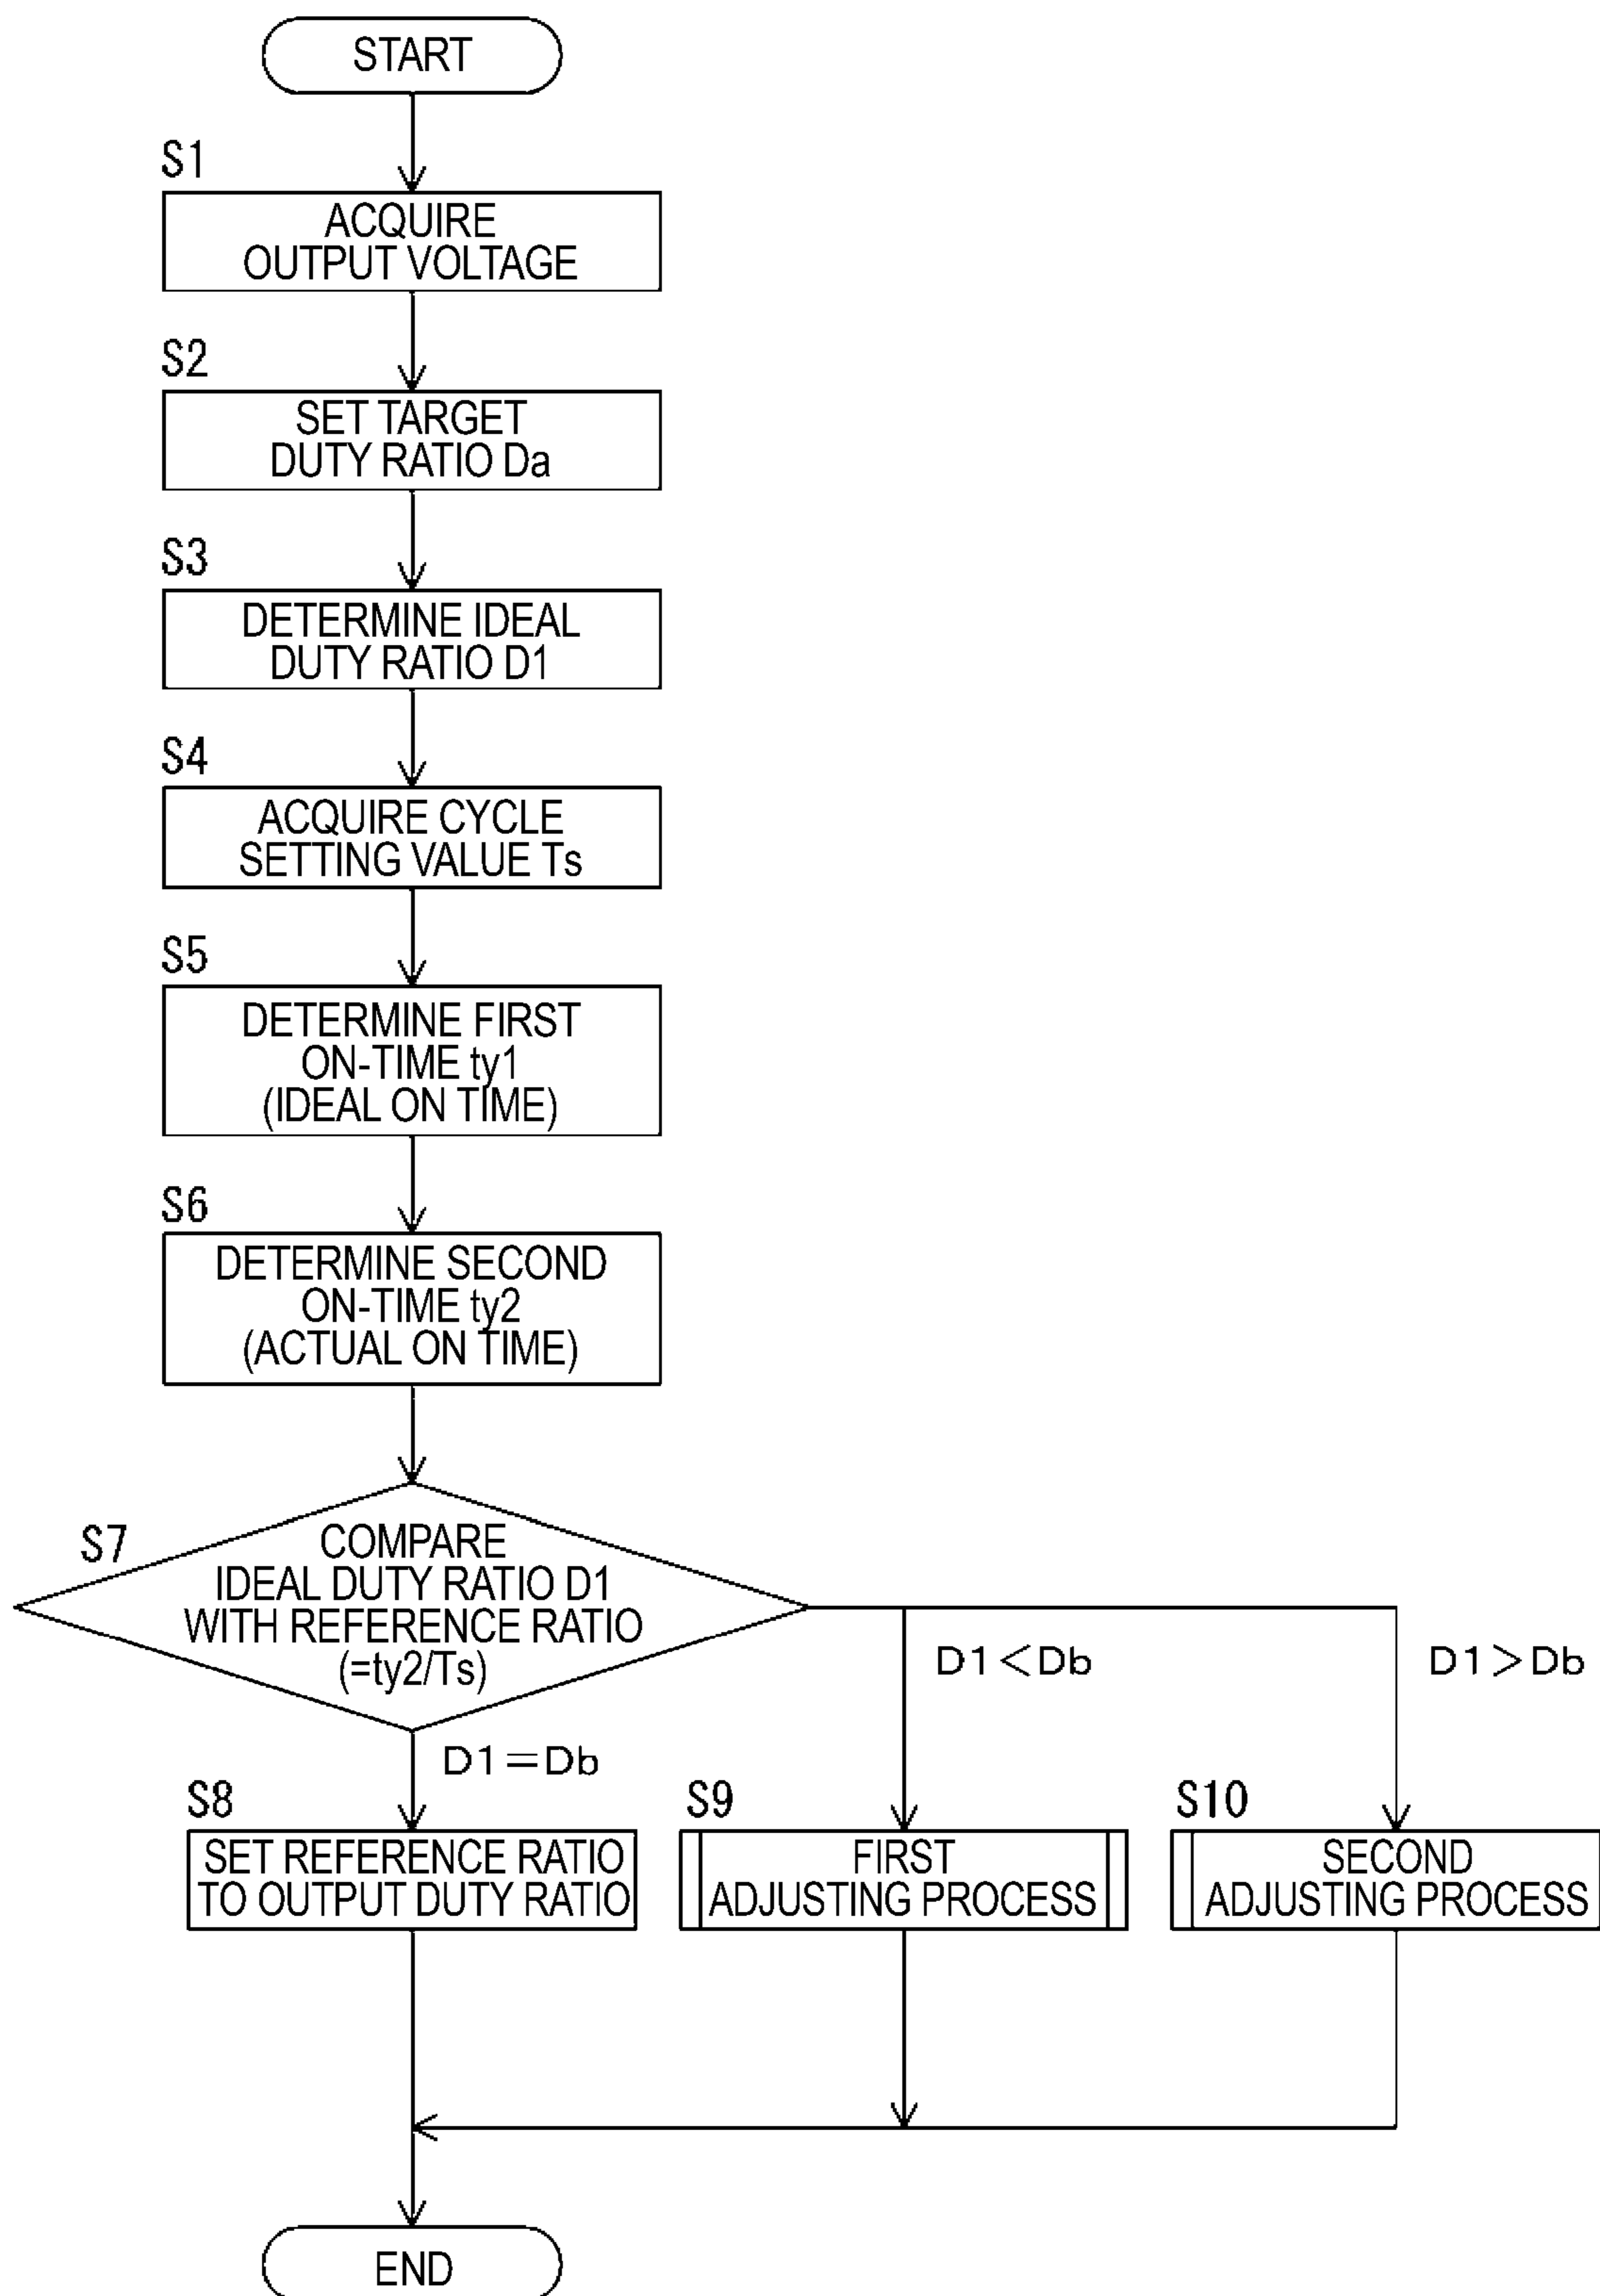 START
S1
ACQUIRE
OUTPUT VOLTAGE
S2
SET TARGET
DUTY RATIO Da
S3
DETERMINE IDEAL
DUTY RATIO D1
S4
ACQUIRE CYCLE
SETTING VALUE Ts
S5
DETERMINE FIRST
ON-TIME ty1
(IDEAL ON TIME)
S6
DETERMINE SECOND
ON-TIME ty2
(ACTUAL ON TIME)
S7
COMPARE
IDEAL DUTY RATIO D1
WITH REFERENCE RATIO
(=ty2/Ts)
D1<Db
D1>Db
D1=Db
S8
SET REFERENCE RATIO
TO OUTPUT DUTY RATIO
S9
FIRST
ADJUSTING PROCESS
S10
SECOND
ADJUSTING PROCESS
END